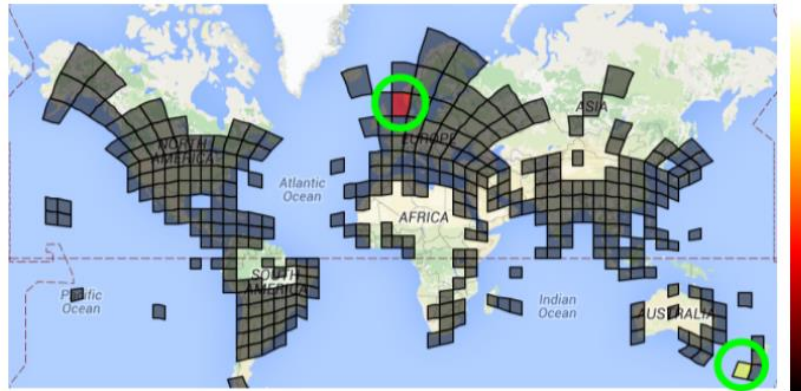 NORTH
AMERICA
EUROPE
ASIA
Atlantic
Ocean
AFRICA
SOUTH
AMERICA
Pacific
Ocean
Indian
Ocean
AUSTRALIA